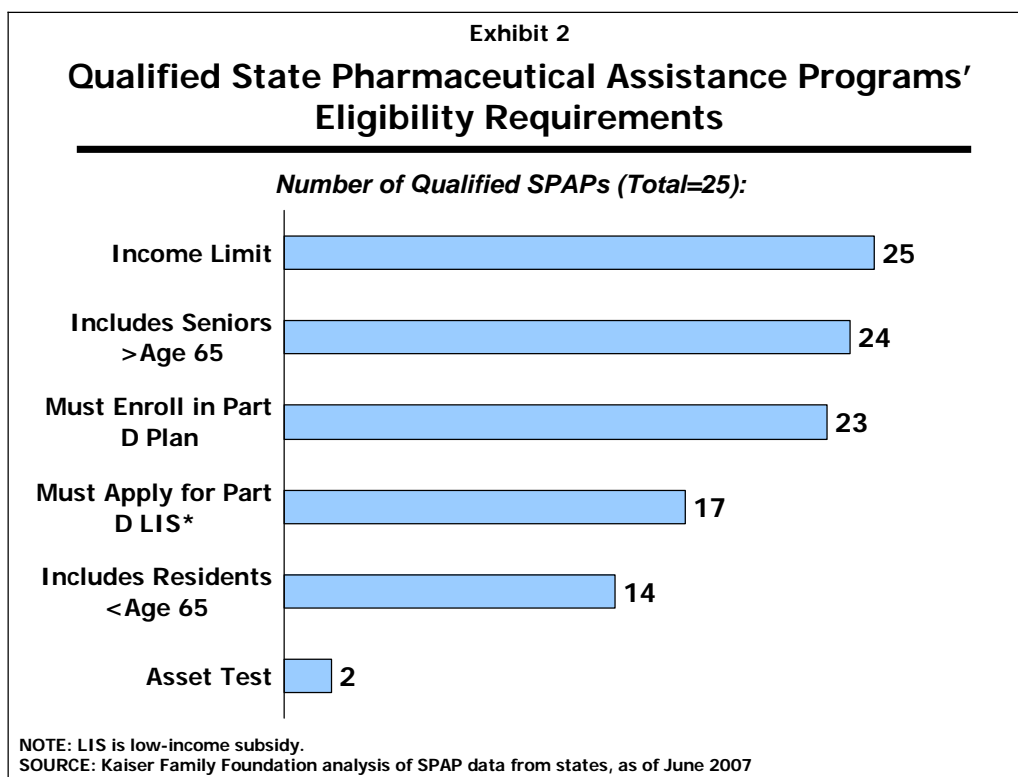 Exhibit 2
Qualified State Pharmaceutical Assistance Programs’
Eligibility Requirements
Number of Qualified SPAPs (Total=25):
Income Limit
25
Includes Seniors
>Age 65
24
Must Enroll in Part
D Plan
23
Must Apply for Part
D LIS*
17
Includes Residents
<Age 65
14
Asset Test
2
NOTE: LIS is low-income subsidy.
SOURCE: Kaiser Family Foundation analysis of SPAP data from states, as of June 2007